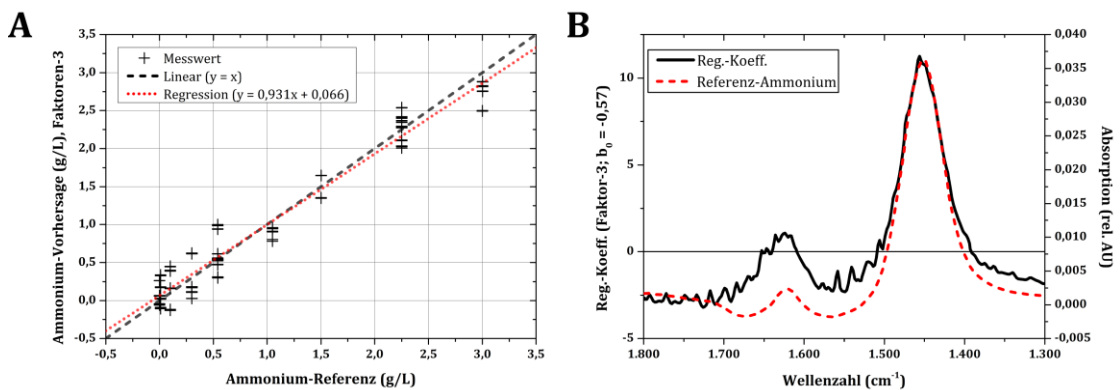 A
Ammonium-Vorhersage (g/L), Faktoren-3
3,5
3,0
2,5
2,0
1,5
1,0
0,5
0,0
-0,5
Messwert
Linear (y = x)
Regression (y = 0,931x + 0,066)
-0,5 0,0 0,5 1,0 1,5 2,0 2,5 3,0 3,5
Ammonium-Referenz (g/L)
B
Reg.-Koeff. (Faktor-3; b0 = -0,57)
10
5
0
-5
Reg.-Koeff.
Referenz-Ammonium
0,040
0,035
0,030
0,025
0,020
0,015
0,010
0,005
0,000
-0,005
Absorption (rel. AU)
1.800 1.700 1.600 1.500 1.400 1.300
Wellenzahl (cm⁻¹)